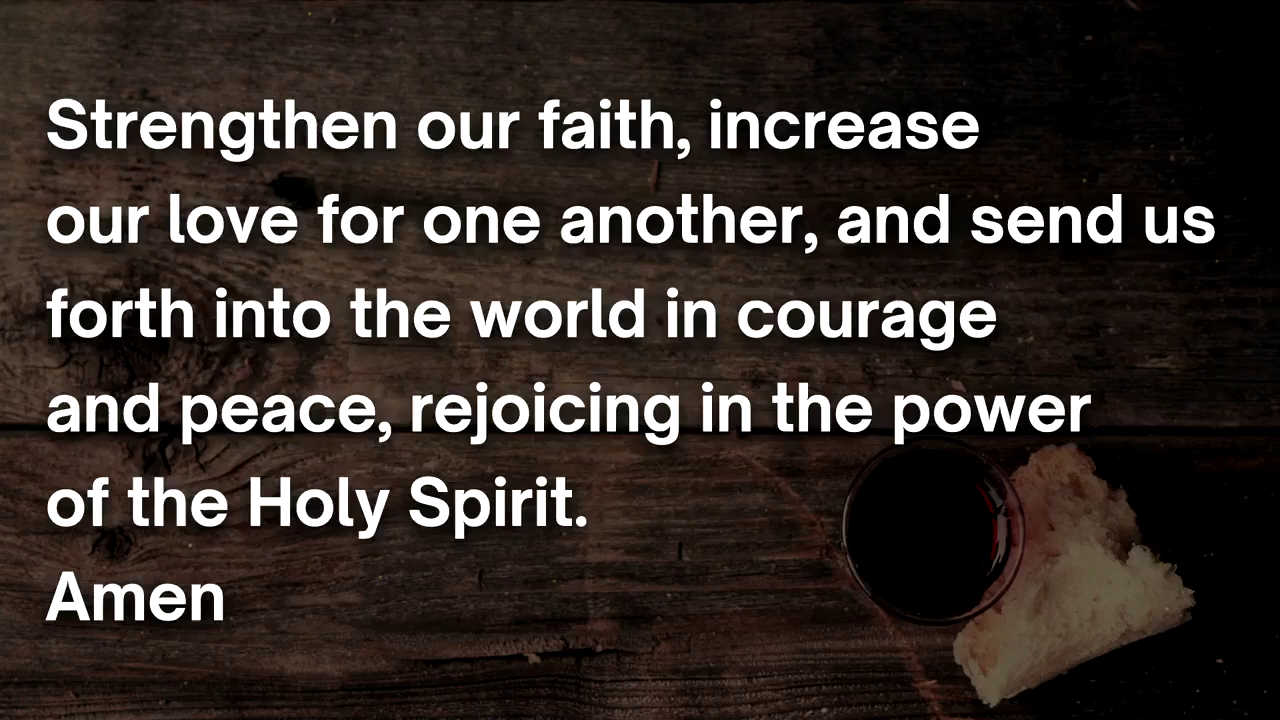 Strengthen our faith, increase
our love for one another, and send us
forth into the world in courage
and peace, rejoicing in the power
of the Holy Spirit.
Amen